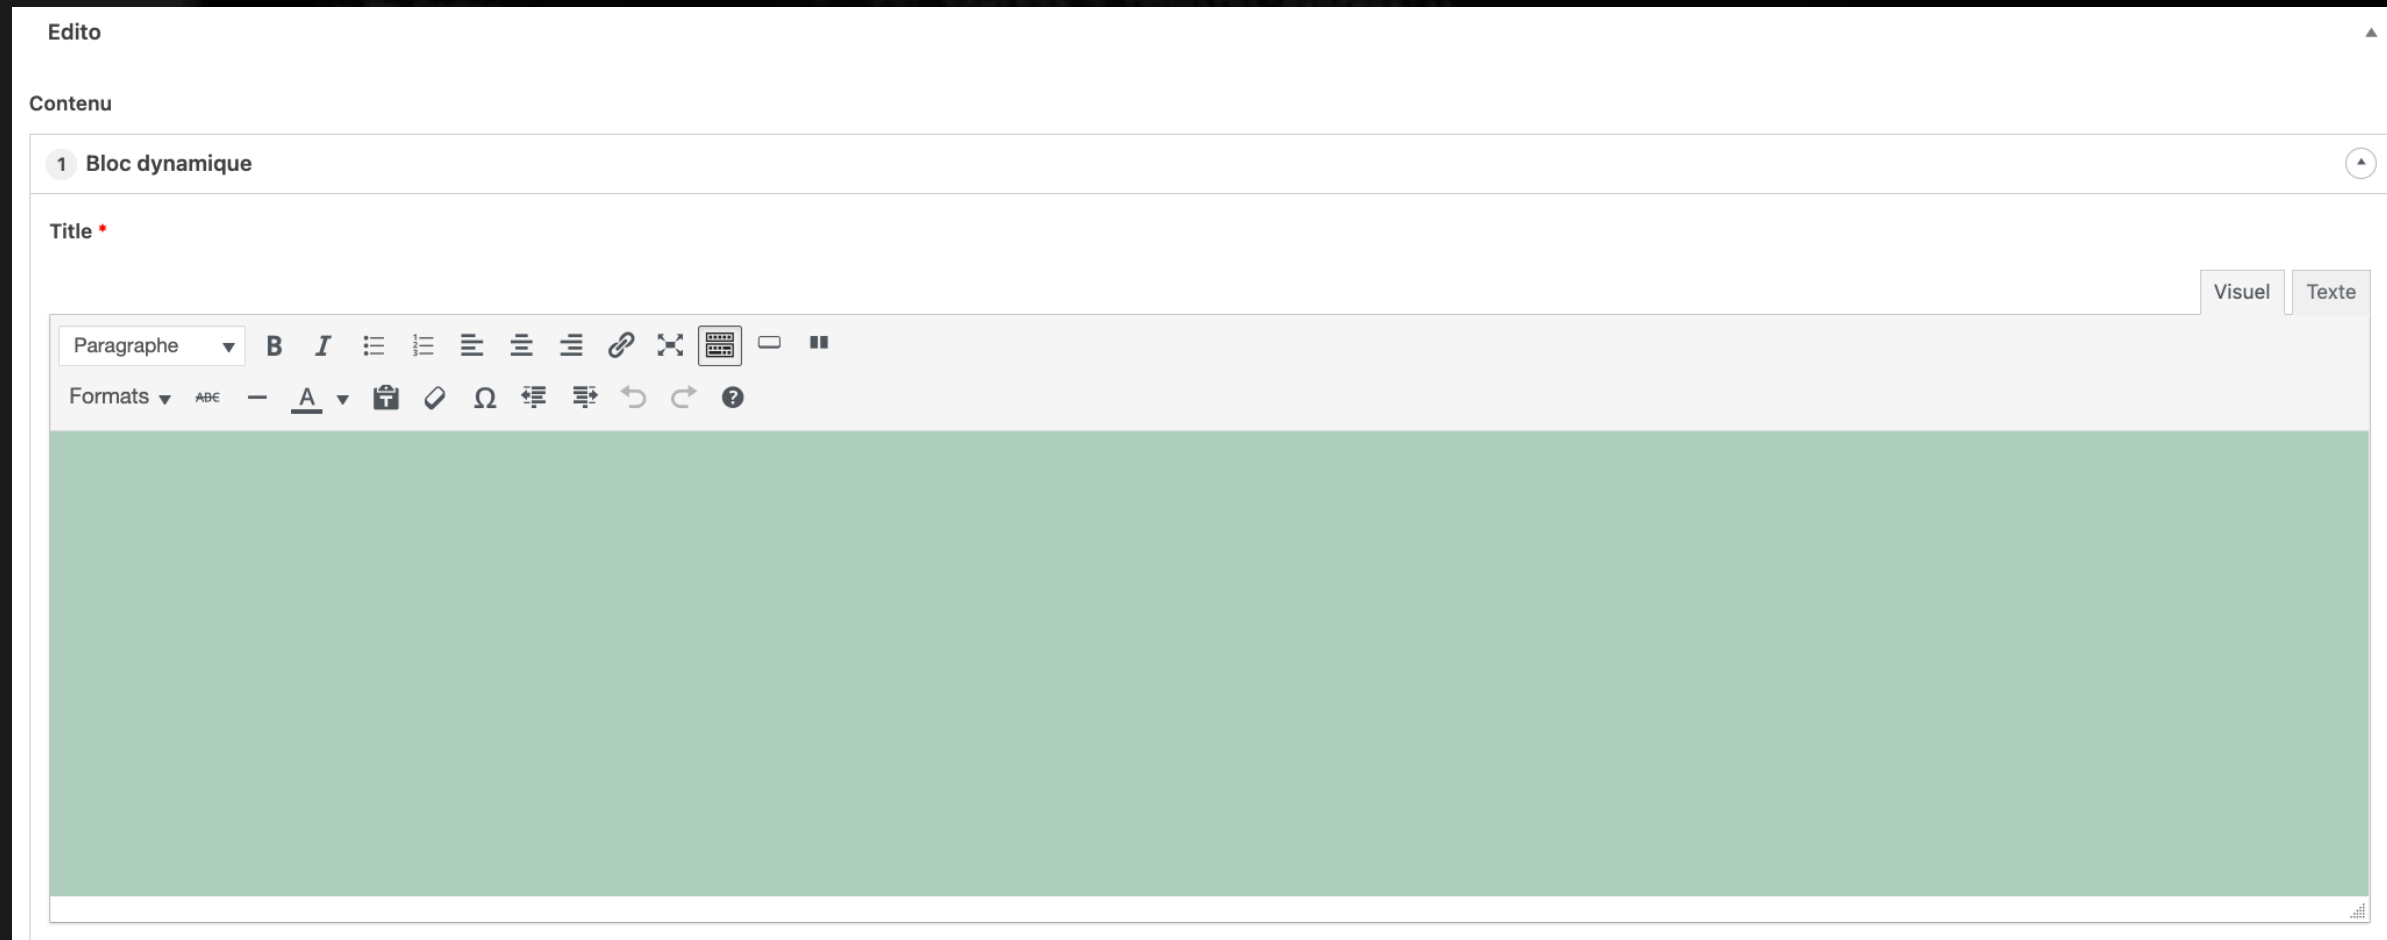 Edito
Contenu
1 Bloc dynamique
Title *
Visuel Texte
Paragraphe B I
Formats ABC A Ω ?